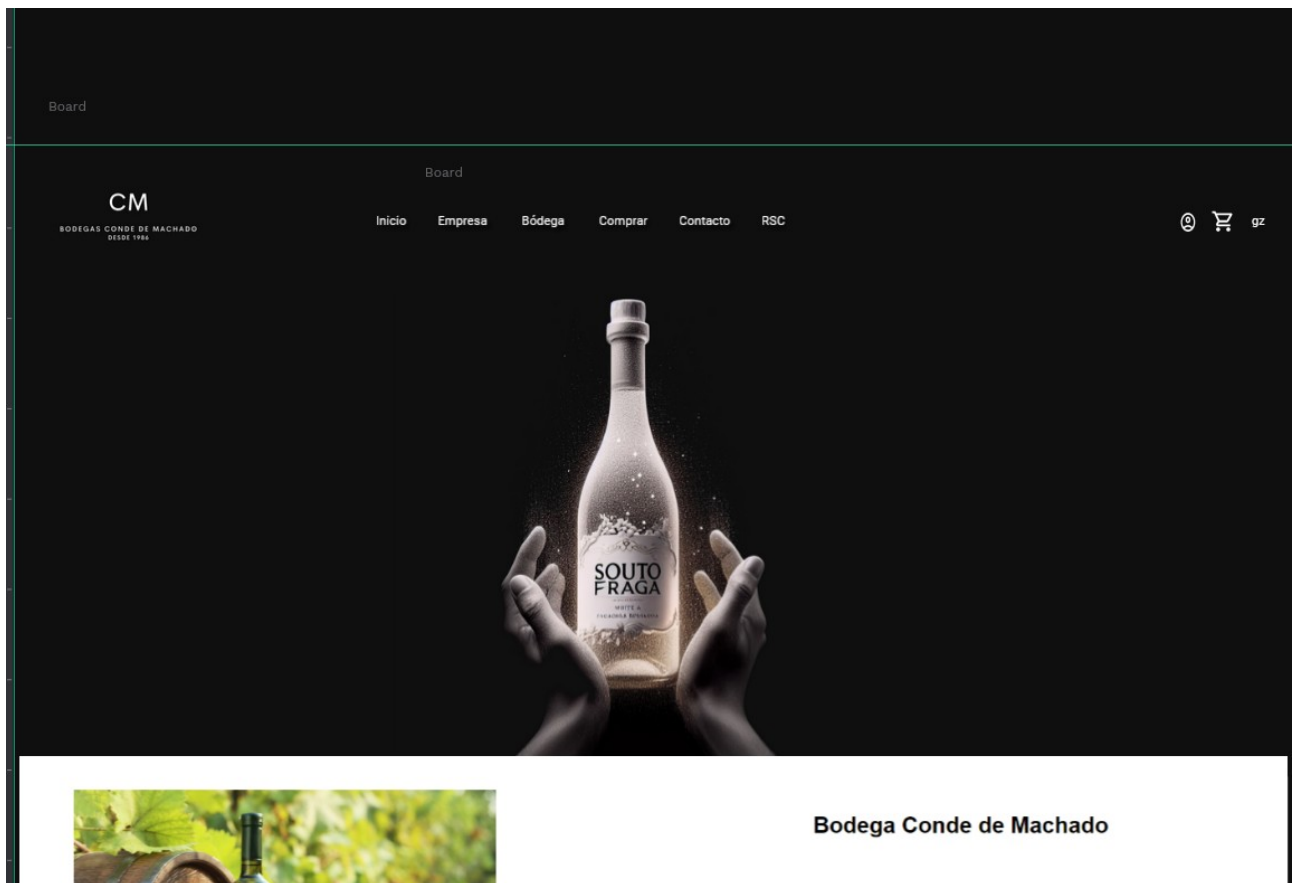 Board
Board
CM
BODEGAS CONDE DE MACHADO
DESDE 1986
Inicio Empresa Bódega Comprar Contacto RSC
gz
SOUTO
FRAGA
WHITE A
Bodega Conde de Machado